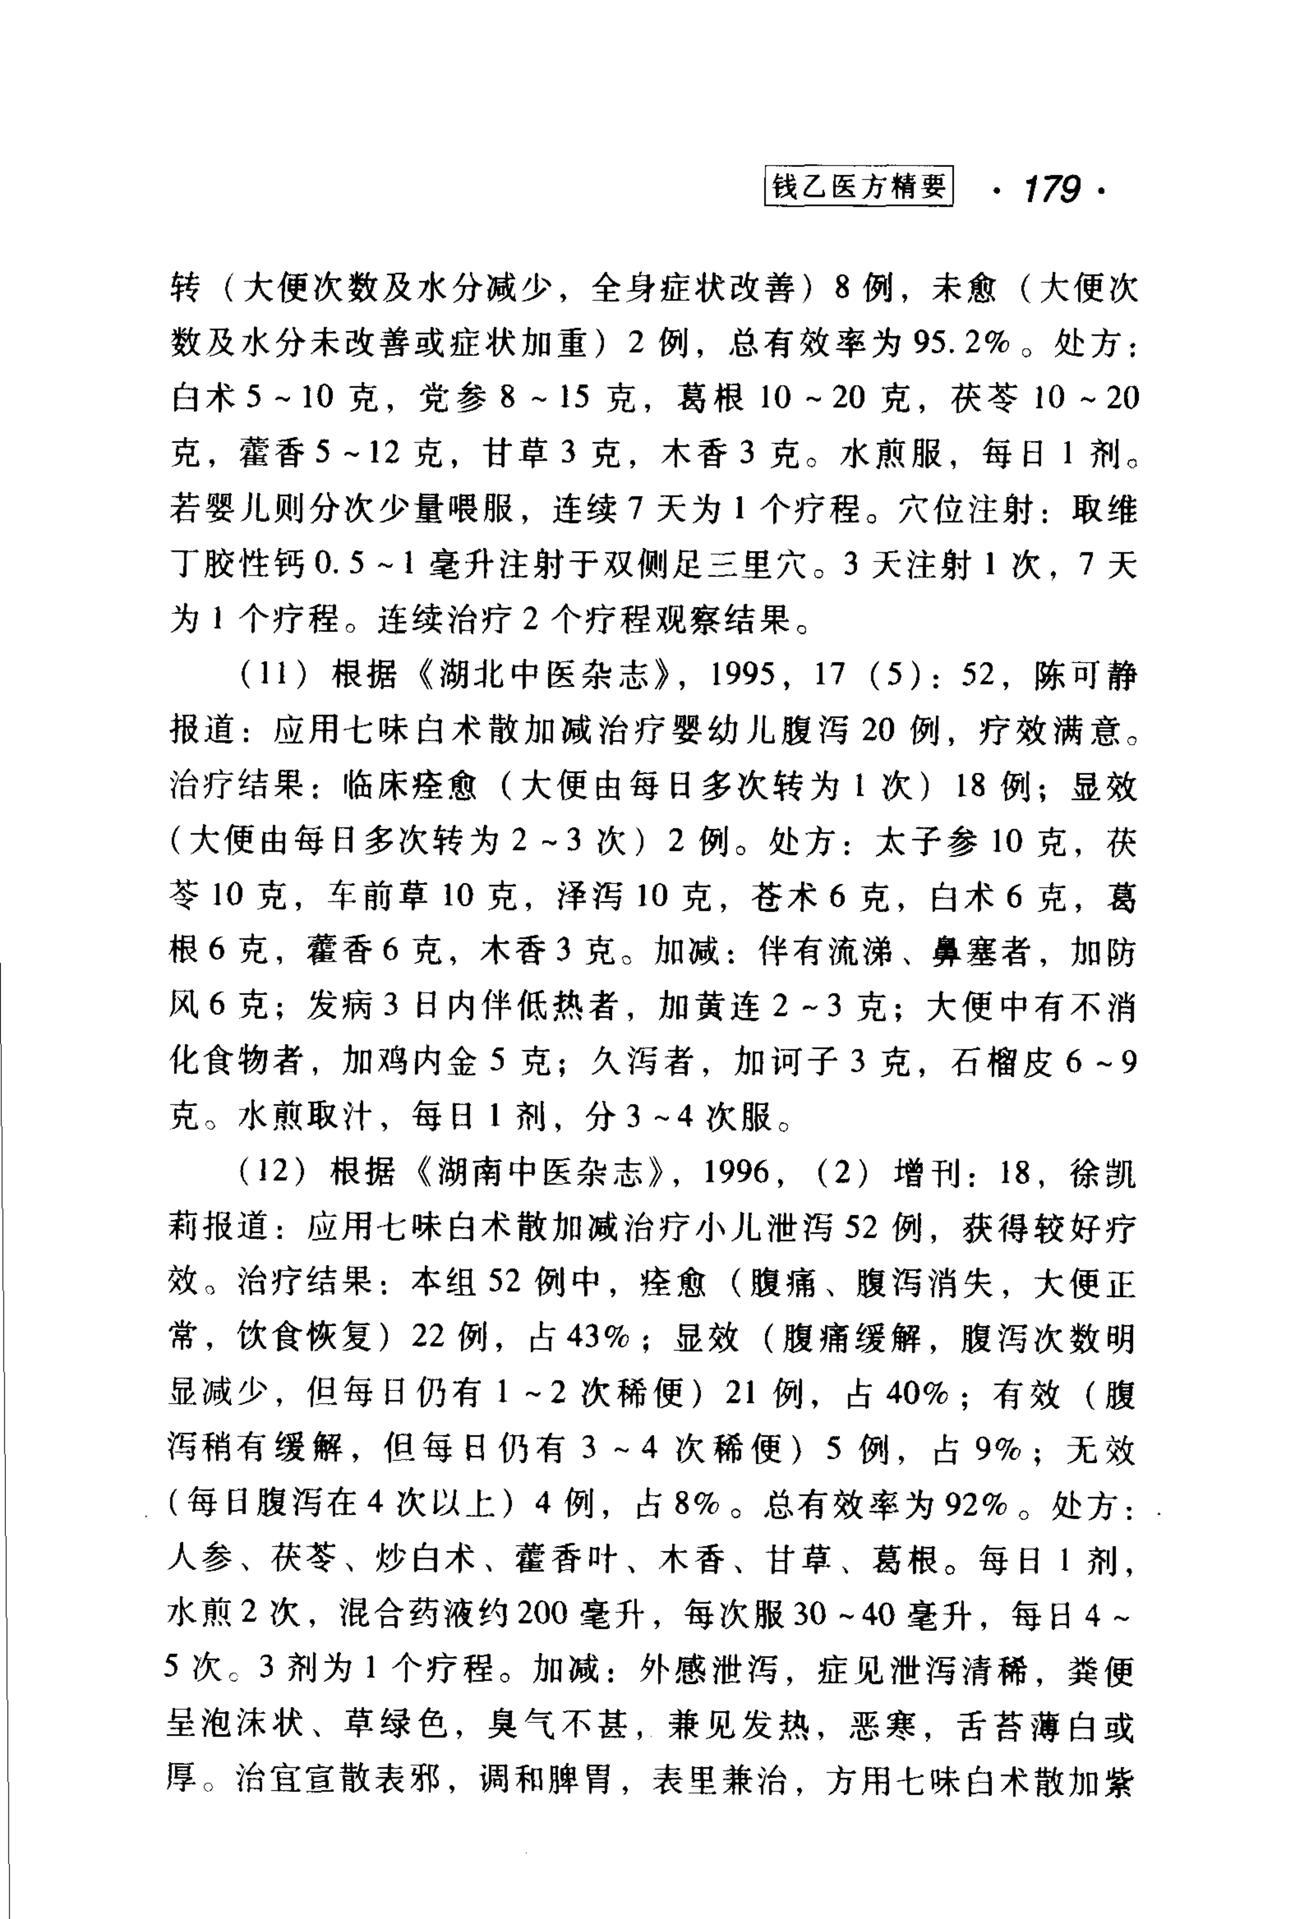 钱乙医方精要 · 179 ·
转（大便次数及水分减少，全身症状改善）8 例，未愈（大便次
数及水分未改善或症状加重）2 例，总有效率为 95.2%。处方：
白术 5 ~ 10 克，党参 8 ~ 15 克，葛根 10 ~ 20 克，茯苓 10 ~ 20
克，藿香 5 ~ 12 克，甘草 3 克，木香 3 克。水煎服，每日 1 剂。
若婴儿则分次少量喂服，连续 7 天为 1 个疗程。穴位注射：取维
丁胶性钙 0.5 ~ 1 毫升注射于双侧足三里穴。3 天注射 1 次，7 天
为 1 个疗程。连续治疗 2 个疗程观察结果。
（11）根据《湖北中医杂志》，1995，17（5）：52，陈可静
报道：应用七味白术散加减治疗婴幼儿腹泻 20 例，疗效满意。
治疗结果：临床痊愈（大便由每日多次转为 1 次）18 例；显效
（大便由每日多次转为 2 ~ 3 次）2 例。处方：太子参 10 克，茯
苓 10 克，车前草 10 克，泽泻 10 克，苍术 6 克，白术 6 克，葛
根 6 克，藿香 6 克，木香 3 克。加减：伴有流涕、鼻塞者，加防
风 6 克；发病 3 日内伴低热者，加黄连 2 ~ 3 克；大便中有不消
化食物者，加鸡内金 5 克；久泻者，加诃子 3 克，石榴皮 6 ~ 9
克。水煎取汁，每日 1 剂，分 3 ~ 4 次服。
（12）根据《湖南中医杂志》，1996，（2）增刊：18，徐凯
莉报道：应用七味白术散加减治疗小儿泄泻 52 例，获得较好疗
效。治疗结果：本组 52 例中，痊愈（腹痛、腹泻消失，大便正
常，饮食恢复）22 例，占 43%；显效（腹痛缓解，腹泻次数明
显减少，但每日仍有 1 ~ 2 次稀便）21 例，占 40%；有效（腹
泻稍有缓解，但每日仍有 3 ~ 4 次稀便）5 例，占 9%；无效
（每日腹泻在 4 次以上）4 例，占 8%。总有效率为 92%。处方：
人参、茯苓、炒白术、藿香叶、木香、甘草、葛根。每日 1 剂，
水煎 2 次，混合药液约 200 毫升，每次服 30 ~ 40 毫升，每日 4 ~
5 次。3 剂为 1 个疗程。加减：外感泄泻，症见泄泻清稀，粪便
呈泡沫状、草绿色，臭气不甚，兼见发热，恶寒，舌苔薄白或
厚。治宜宣散表邪，调和脾胃，表里兼治，方用七味白术散加紫